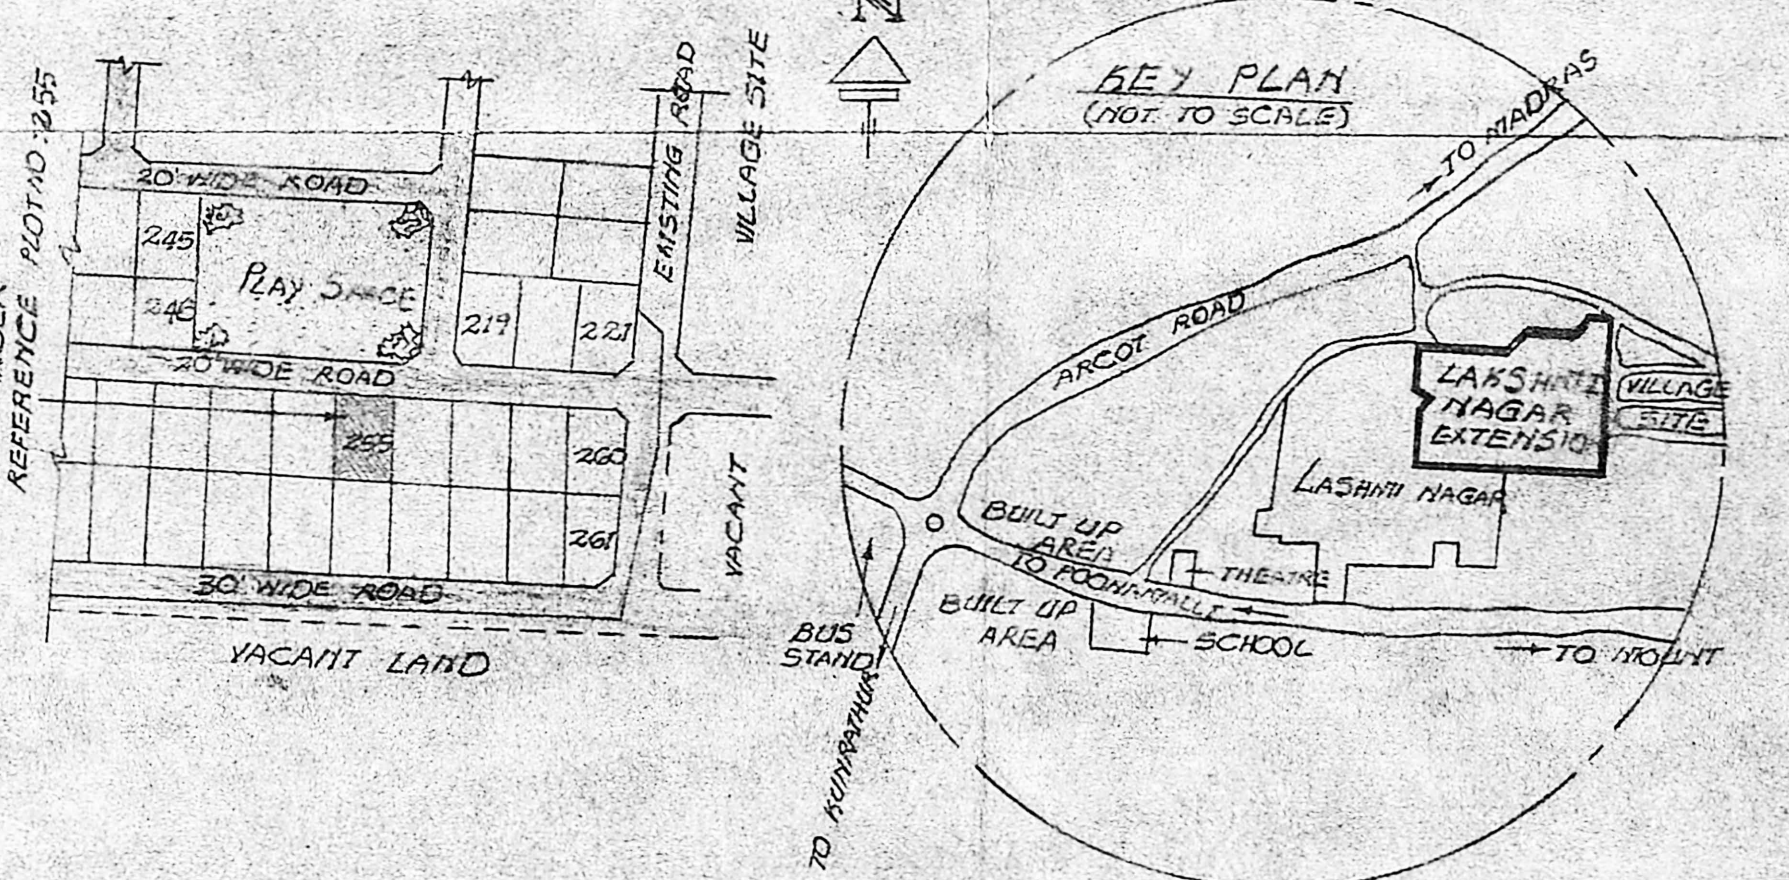 REFERENCE PLOT NO: 255
20' WIDE ROAD
245
246
PLAY SPACE
219
221
EXISTING ROAD
VILLAGE SITE
20' WIDE ROAD
255
260
261
VACANT
30' WIDE ROAD
VACANT LAND
N
KEY PLAN
(NOT TO SCALE)
TO MADRAS
ARCOT ROAD
LAKSHMI
NAGAR
EXTENSIO
VILLAGE
SITE
LASHMI NAGAR
BUILT UP
AREA
TO POONAMALLI
THEATRE
BUILT UP
AREA
SCHOOL
TO MOUNT
BUS
STAND
TO KUNRATHUR